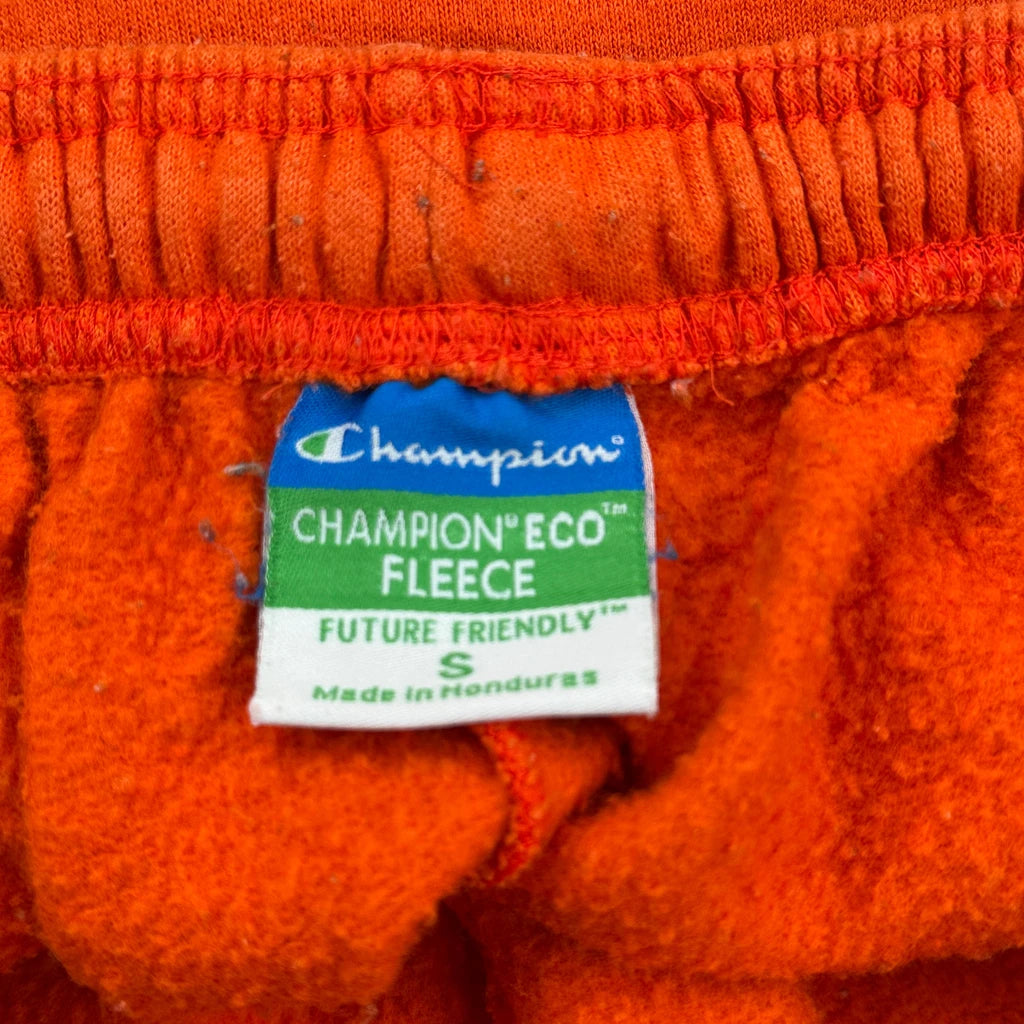 Champion®
CHAMPION® ECO™
FLEECE
FUTURE FRIENDLY™
S
Made in Honduras